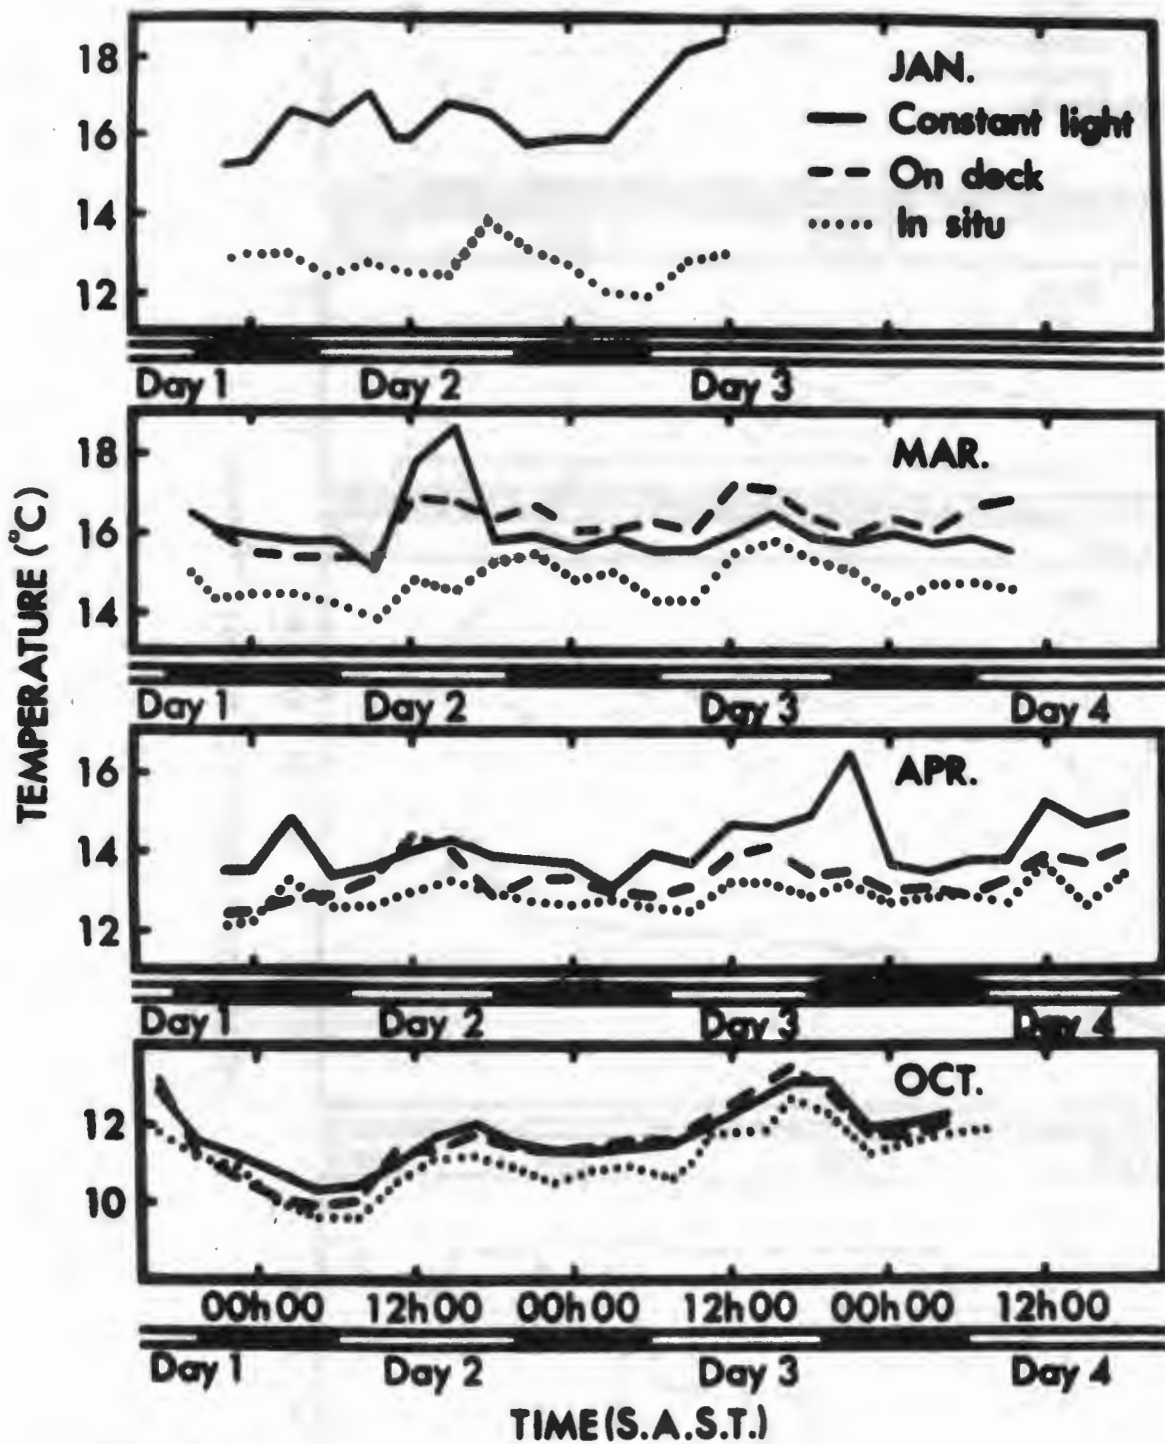 TEMPERATURE (°C)
18
16
14
12
JAN.
Constant light
On deck
In situ
Day 1 Day 2 Day 3
18
16
14
MAR.
Day 1 Day 2 Day 3 Day 4
16
14
12
APR.
Day 1 Day 2 Day 3 Day 4
12
10
OCT.
00h00 12h00 00h00 12h00 00h00 12h00
Day 1 Day 2 Day 3 Day 4
TIME (S.A.S.T.)